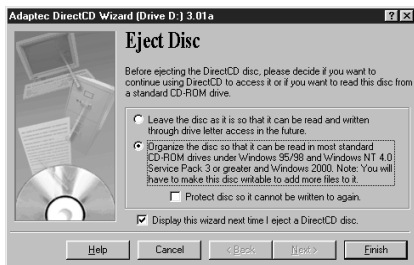 Adaptec DirectCD Wizard (Drive D:) 3.01a
Eject Disc
Before ejecting the DirectCD disc, please decide if you want to
continue using DirectCD to access it or if you want to read this disc from
a standard CD-ROM drive.
Leave the disc as it is so that it can be read and written
through drive letter access in the future.
Organize the disc so that it can be read in most standard
CD-ROM drives under Windows 95/98 and Windows NT 4.0
Service Pack 3 or greater and Windows 2000. Note: You will
have to make this disc writable to add more files to it.
Protect disc so it cannot be written to again.
Display this wizard next time I eject a DirectCD disc.
Help Cancel < Back Next > Finish